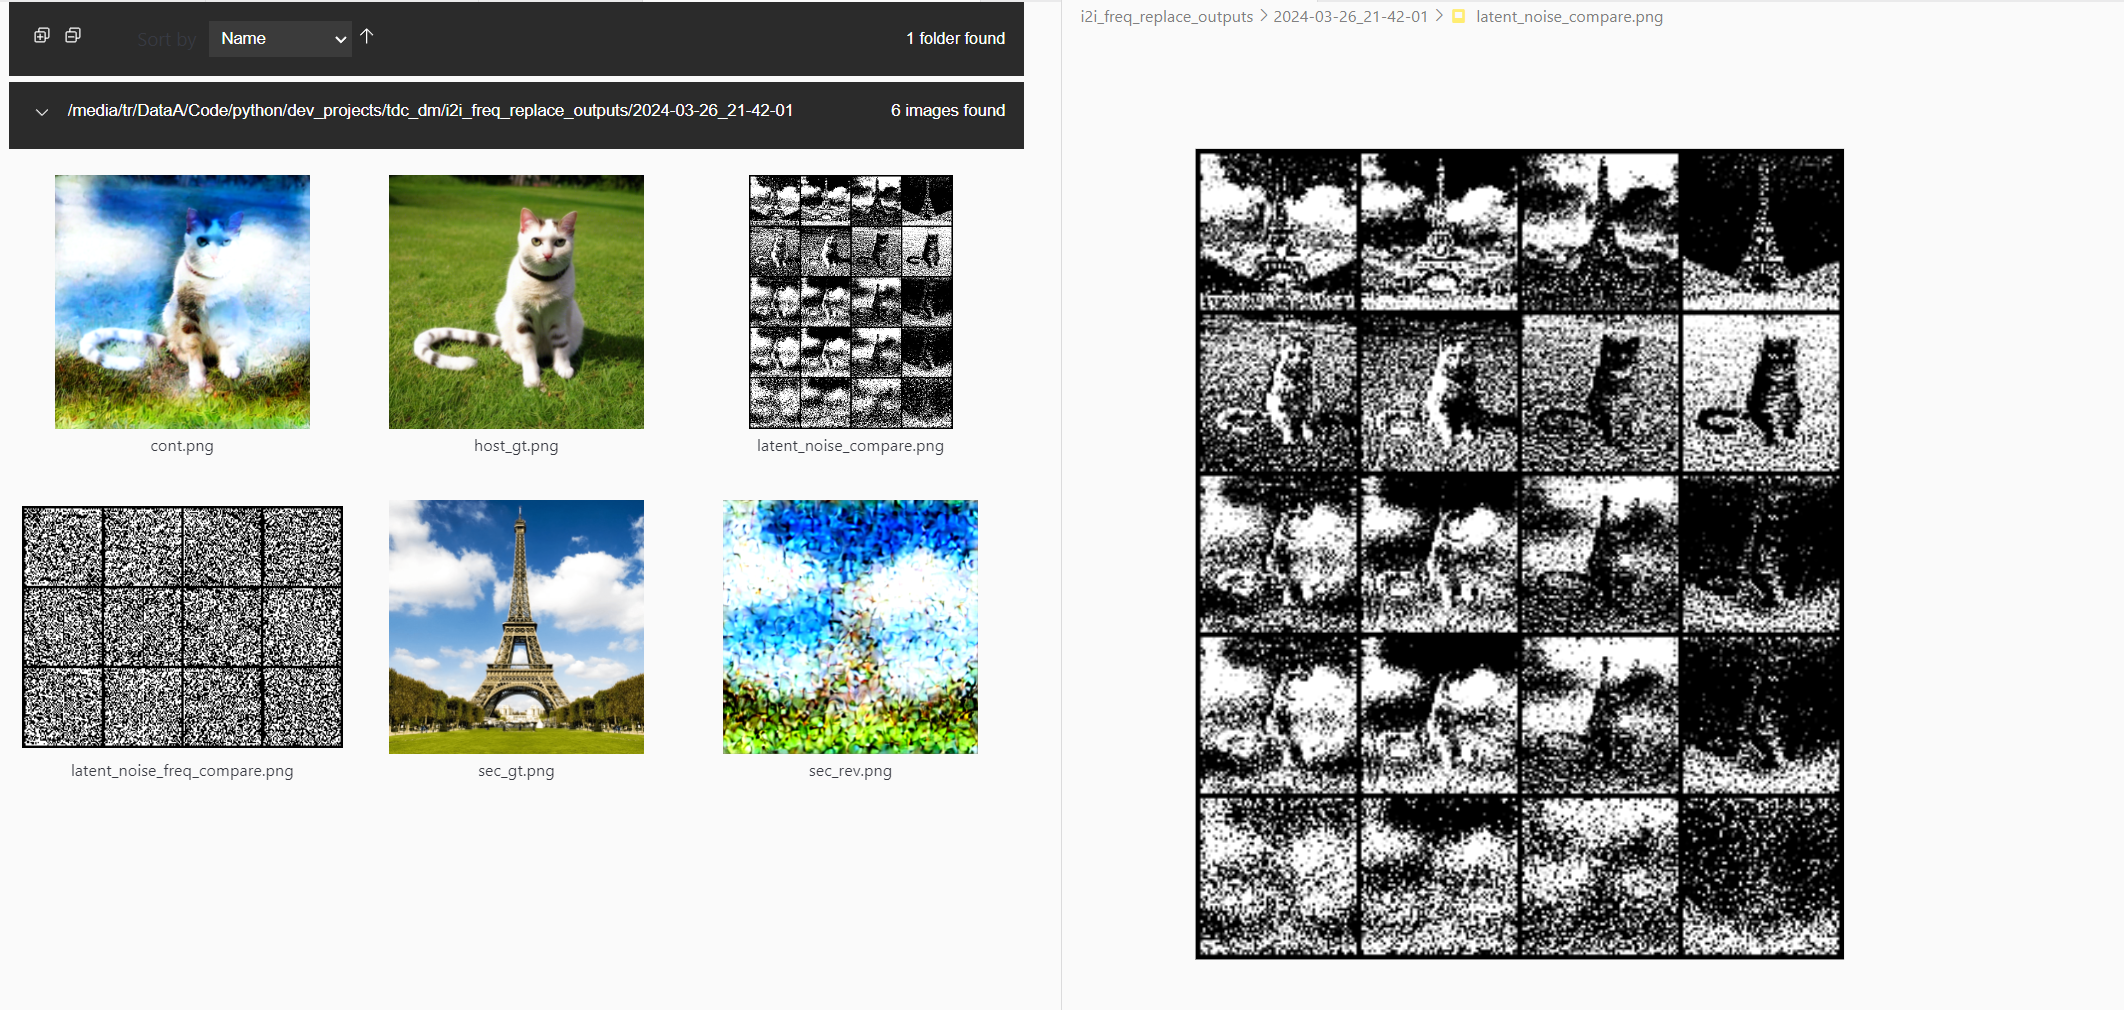 Sort by
Name
1 folder found
/media/tr/DataA/Code/python/dev_projects/tdc_dm/i2i_freq_replace_outputs/2024-03-26_21-42-01
6 images found
cont.png
host_gt.png
latent_noise_compare.png
latent_noise_freq_compare.png
sec_gt.png
sec_rev.png
i2i_freq_replace_outputs > 2024-03-26_21-42-01 > latent_noise_compare.png